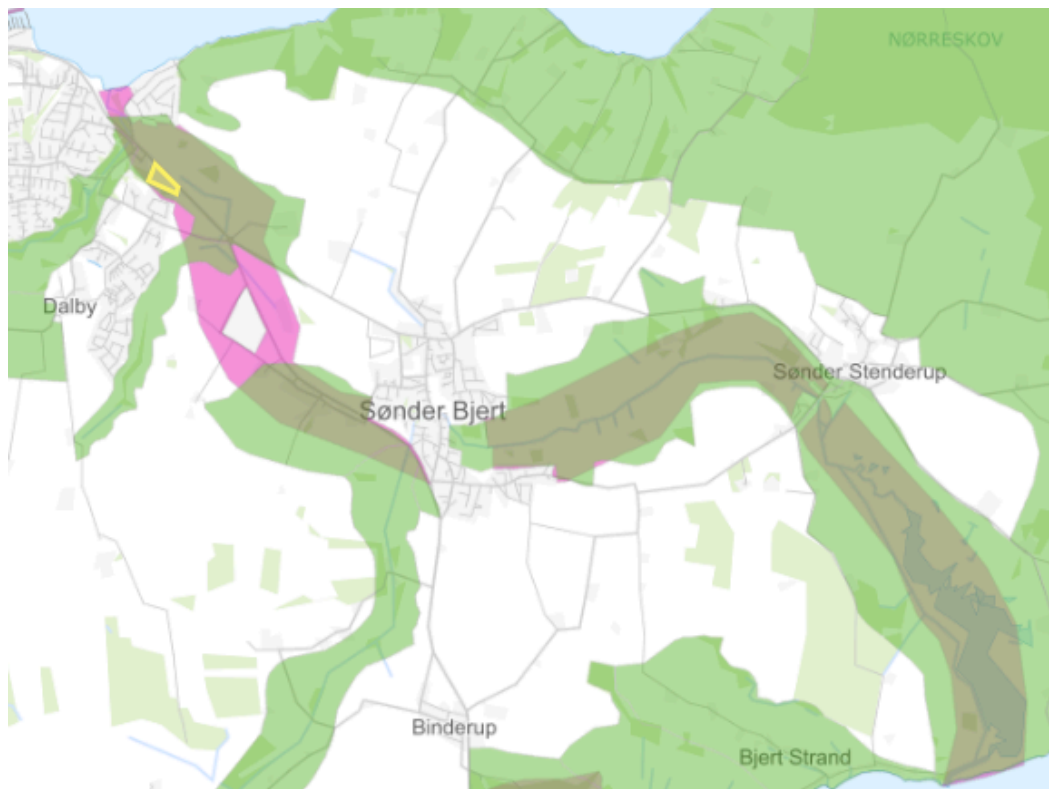 NØRRESKOV
Dalby
Sønder Stenderup
Sønder Bjert
Binderup
Bjert Strand